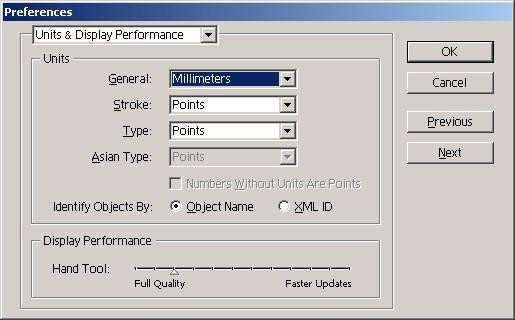 Preferences
Units & Display Performance
OK
Units
General: Millimeters
Cancel
Stroke: Points
Previous
Type: Points
Next
Asian Type: Points
Numbers Without Units Are Points
Identify Objects By: Object Name XML ID
Display Performance
Hand Tool:
Full Quality Faster Updates